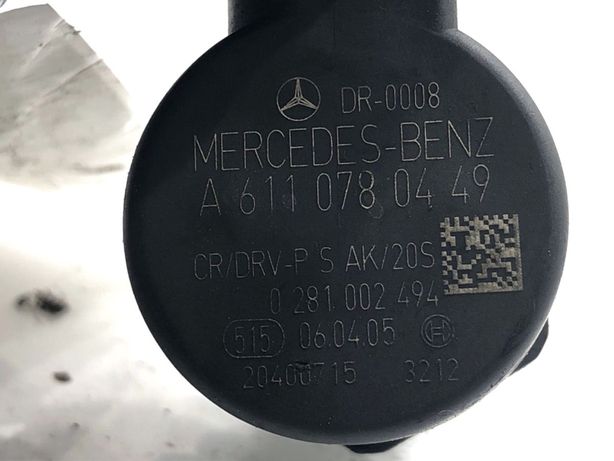 DR-0008
MERCEDES-BENZ
A 611 078 04 49
CR/DRV-P S AK/20S
0 281 002 494
515 06.04.05
20400715 3212